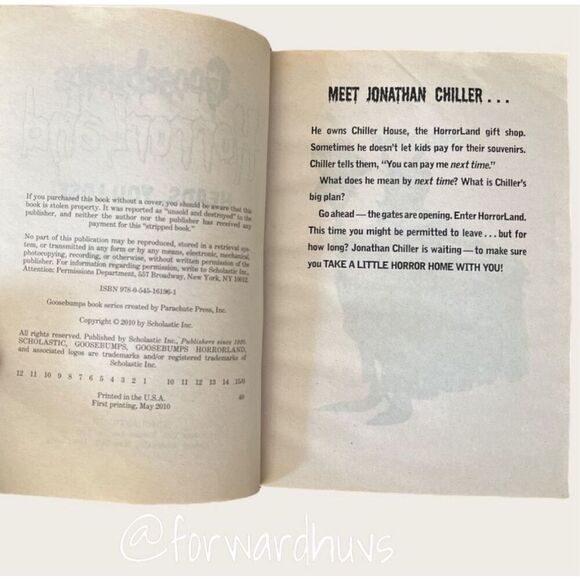 If you purchased this book without a cover, you should be aware that this
book is stolen property. It was reported as "unsold and destroyed" to the
publisher, and neither the author nor the publisher has received any
payment for this "stripped book."
No part of this publication may be reproduced, stored in a retrieval sys-
tem, or transmitted in any form or by any means, electronic, mechanical,
photocopying, recording, or otherwise, without written permission of the
publisher. For information regarding permission, write to Scholastic Inc.,
Attention: Permissions Department, 557 Broadway, New York, NY 10012.
ISBN 978-0-545-16196-1
Goosebumps book series created by Parachute Press, Inc.
Copyright © 2010 by Scholastic Inc.
All rights reserved. Published by Scholastic Inc., Publishers since 1920.
SCHOLASTIC, GOOSEBUMPS, GOOSEBUMPS HORRORLAND,
and associated logos are trademarks and/or registered trademarks of
Scholastic Inc.
12 11 10 9 8 7 6 5 4 3 2 1 10 11 12 13 14 15/0
Printed in the U.S.A. 40
First printing, May 2010
MEET JONATHAN CHILLER . . .
He owns Chiller House, the HorrorLand gift shop.
Sometimes he doesn't let kids pay for their souvenirs.
Chiller tells them, "You can pay me next time."
What does he mean by next time? What is Chiller's
big plan?
Go ahead — the gates are opening. Enter HorrorLand.
This time you might be permitted to leave . . . but for
how long? Jonathan Chiller is waiting — to make sure
you TAKE A LITTLE HORROR HOME WITH YOU!
@forwardhuvs